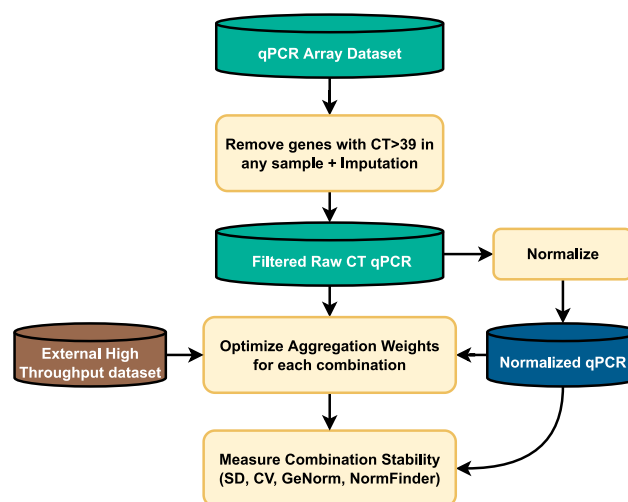 qPCR Array Dataset
Remove genes with CT>39 in
any sample + Imputation
Filtered Raw CT qPCR
Normalize
External High
Throughput dataset
Optimize Aggregation Weights
for each combination
Normalized qPCR
Measure Combination Stability
(SD, CV, GeNorm, NormFinder)